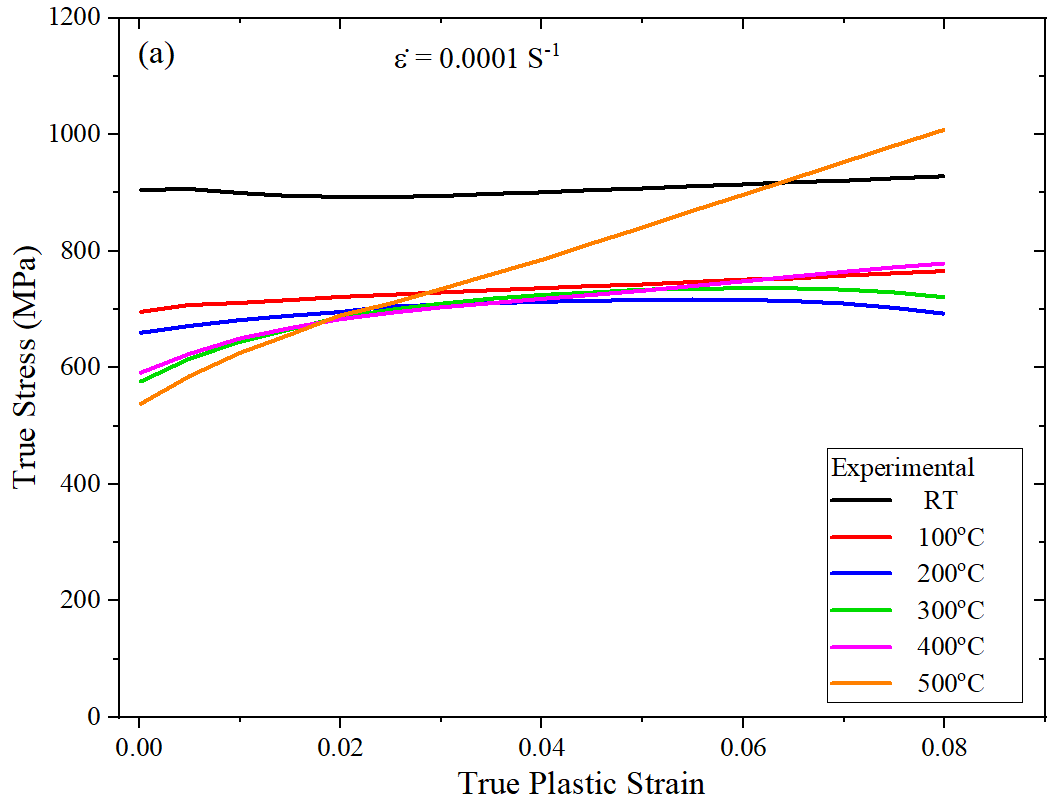 (a)
ε̇ = 0.0001 S⁻¹
True Stress (MPa)
1200
1000
800
600
400
200
0
Experimental
RT
100°C
200°C
300°C
400°C
500°C
0.00 0.02 0.04 0.06 0.08
True Plastic Strain